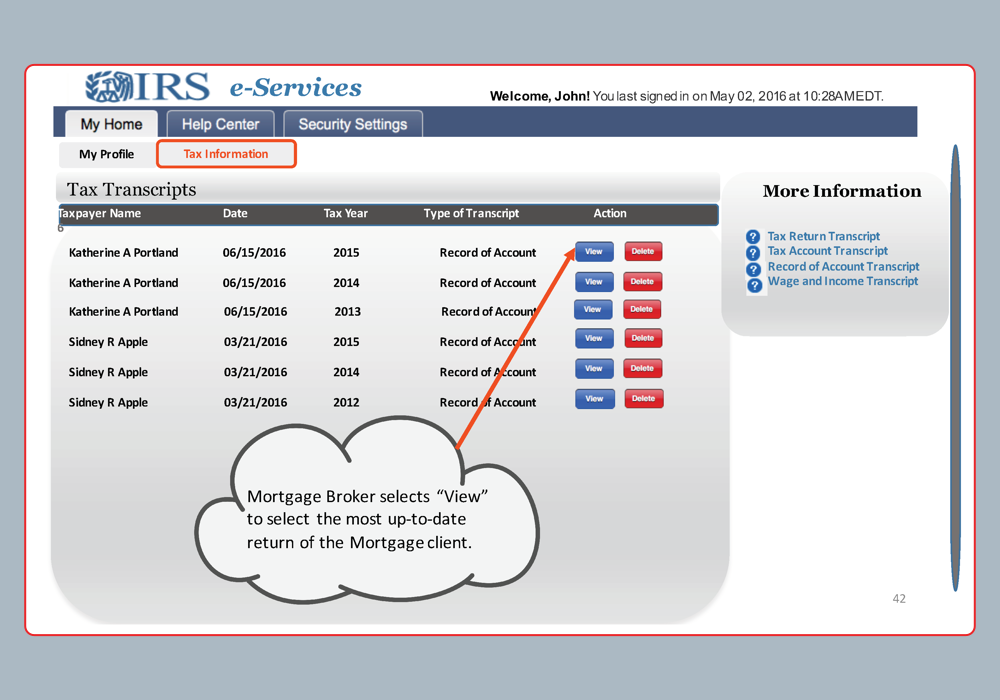 IRS e-Services
Welcome, John! You last signed in on May 02, 2016 at 10:28AM EDT.
My Home Help Center Security Settings
My Profile Tax Information
Tax Transcripts
Taxpayer Name Date Tax Year Type of Transcript Action
6
Katherine A Portland 06/15/2016 2015 Record of Account View Delete
Katherine A Portland 06/15/2016 2014 Record of Account View Delete
Katherine A Portland 06/15/2016 2013 Record of Account View Delete
Sidney R Apple 03/21/2016 2015 Record of Account View Delete
Sidney R Apple 03/21/2016 2014 Record of Account View Delete
Sidney R Apple 03/21/2016 2012 Record of Account View Delete
Mortgage Broker selects “View”
to select the most up-to-date
return of the Mortgage client.
More Information
? Tax Return Transcript
? Tax Account Transcript
? Record of Account Transcript
? Wage and Income Transcript
42